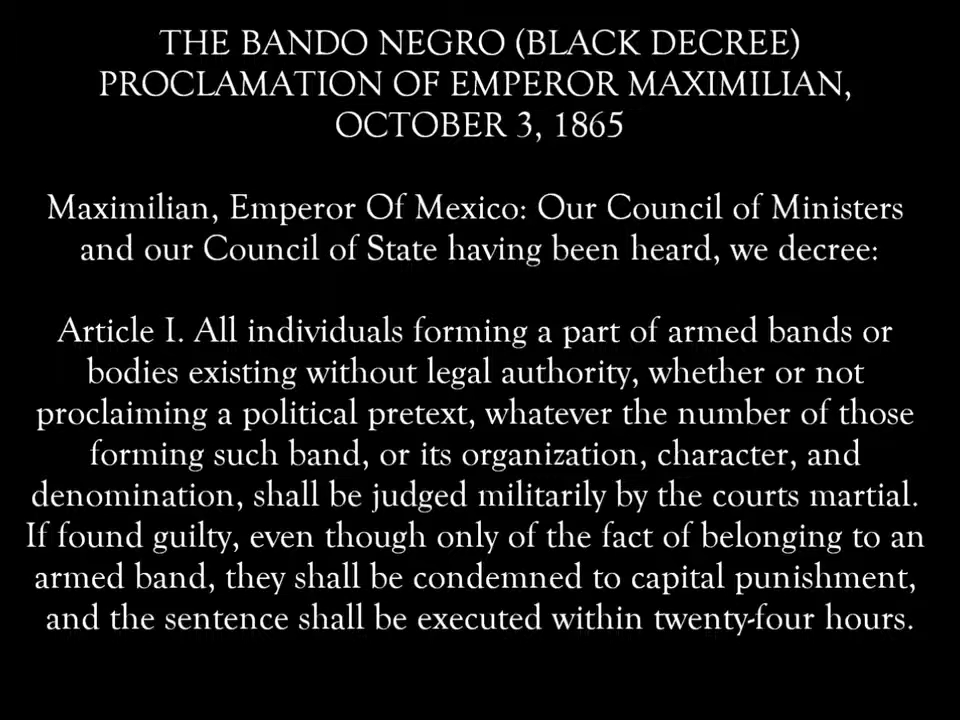 THE BANDO NEGRO (BLACK DECREE)
PROCLAMATION OF EMPEROR MAXIMILIAN,
OCTOBER 3, 1865
Maximilian, Emperor Of Mexico: Our Council of Ministers
and our Council of State having been heard, we decree:
Article I. All individuals forming a part of armed bands or
bodies existing without legal authority, whether or not
proclaiming a political pretext, whatever the number of those
forming such band, or its organization, character, and
denomination, shall be judged militarily by the courts martial.
If found guilty, even though only of the fact of belonging to an
armed band, they shall be condemned to capital punishment,
and the sentence shall be executed within twenty-four hours.